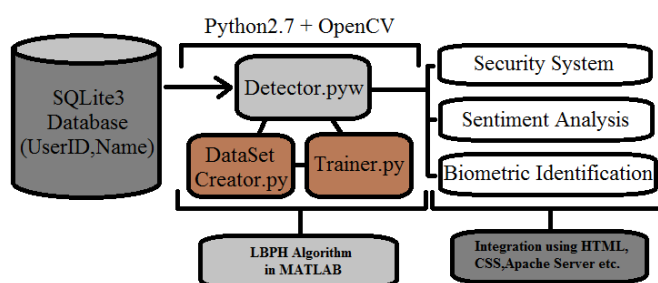 Python2.7 + OpenCV
SQLite3
Database
(UserID,Name)
Detector.pyw
DataSet
Creator.py
Trainer.py
Security System
Sentiment Analysis
Biometric Identification
LBPH Algorithm
in MATLAB
Integration using HTML,
CSS,Apache Server etc.